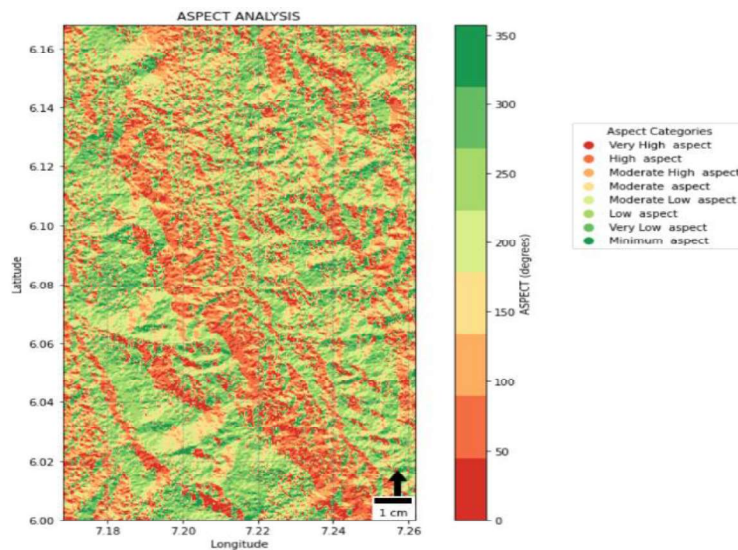 ASPECT ANALYSIS
6.16
6.14
6.12
6.10
6.08
6.06
6.04
6.02
6.00
Latitude
7.18
7.20
7.22
7.24
7.26
Longitude
1 cm
350
300
250
200
150
100
50
0
ASPECT (degrees)
Aspect Categories
Very High aspect
High aspect
Moderate High aspect
Moderate aspect
Moderate Low aspect
Low aspect
Very Low aspect
Minimum aspect